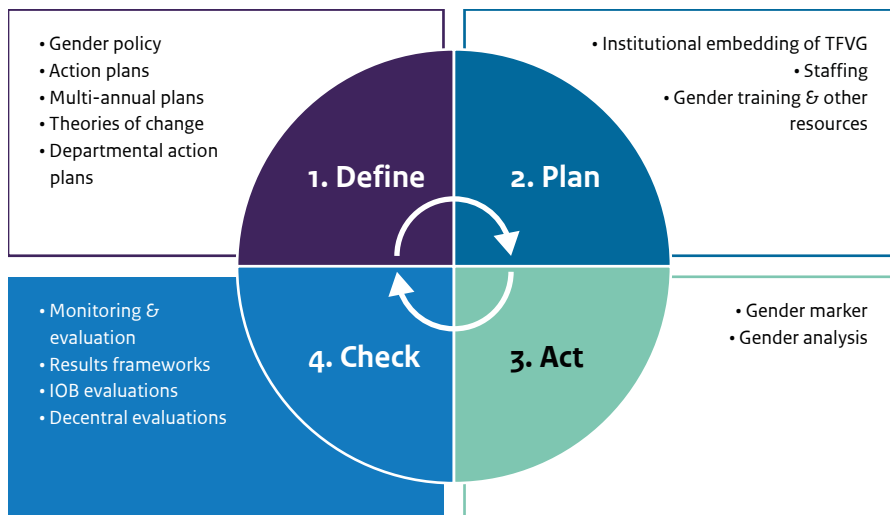 • Gender policy
• Action plans
• Multi-annual plans
• Theories of change
• Departmental action
plans
• Institutional embedding of TFVG
• Staffing
• Gender training & other
resources
1. Define
2. Plan
• Monitoring &
evaluation
• Results frameworks
• IOB evaluations
• Decentral evaluations
4. Check
3. Act
• Gender marker
• Gender analysis